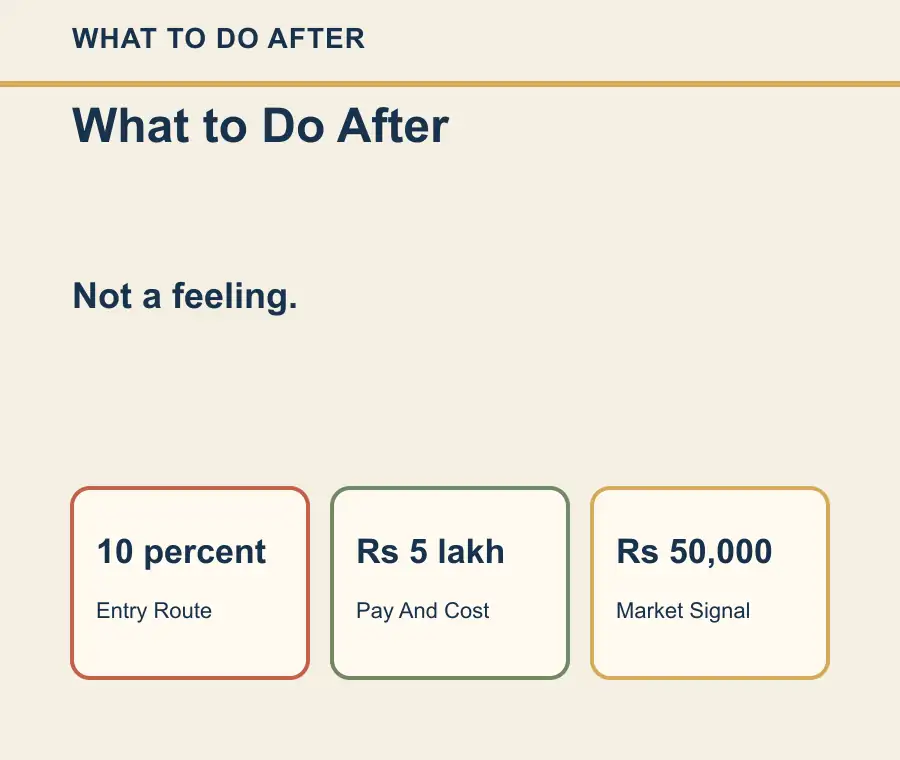 WHAT TO DO AFTER
What to Do After
Not a feeling.
10 percent
Entry Route
Rs 5 lakh
Pay And Cost
Rs 50,000
Market Signal